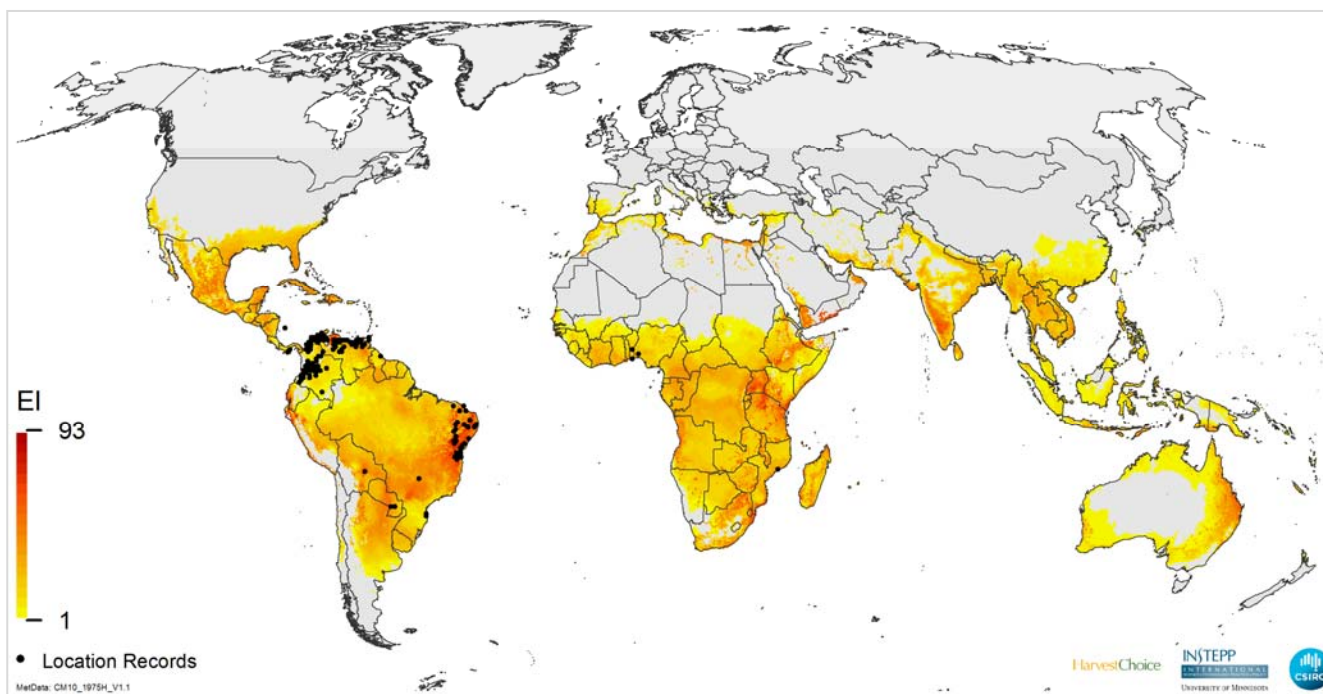 EI
93
1
Location Records
MetData: CM10_1975H_V1.1
HarvestChoice
INSTEPP
INTERNATIONAL
UNIVERSITY OF MINNESOTA
CSIRO